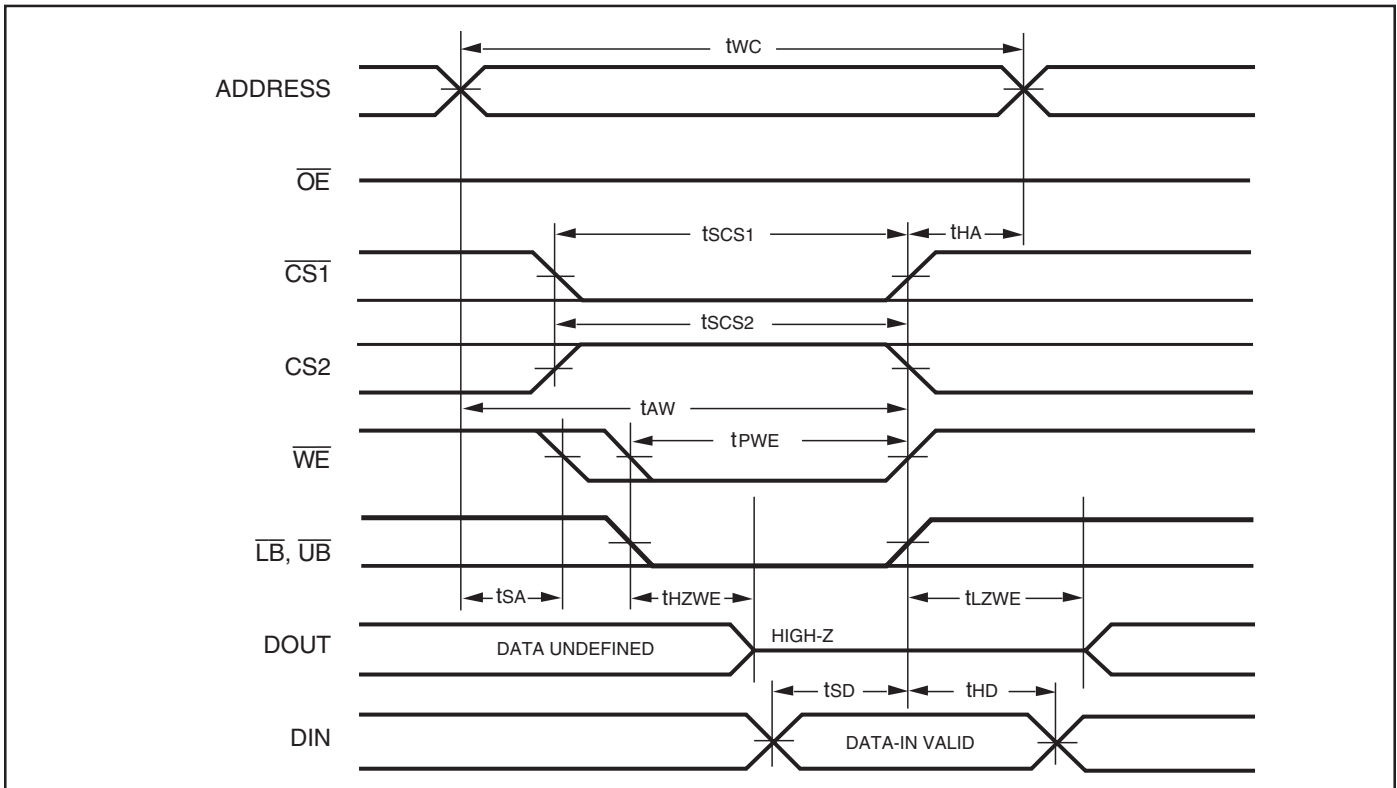 tWC
ADDRESS
OE
tSCS1
tHA
CS1
tSCS2
CS2
tAW
tPWE
WE
LB, UB
tSA
tHZWE
tLZWE
DOUT
DATA UNDEFINED
HIGH-Z
tSD
tHD
DIN
DATA-IN VALID